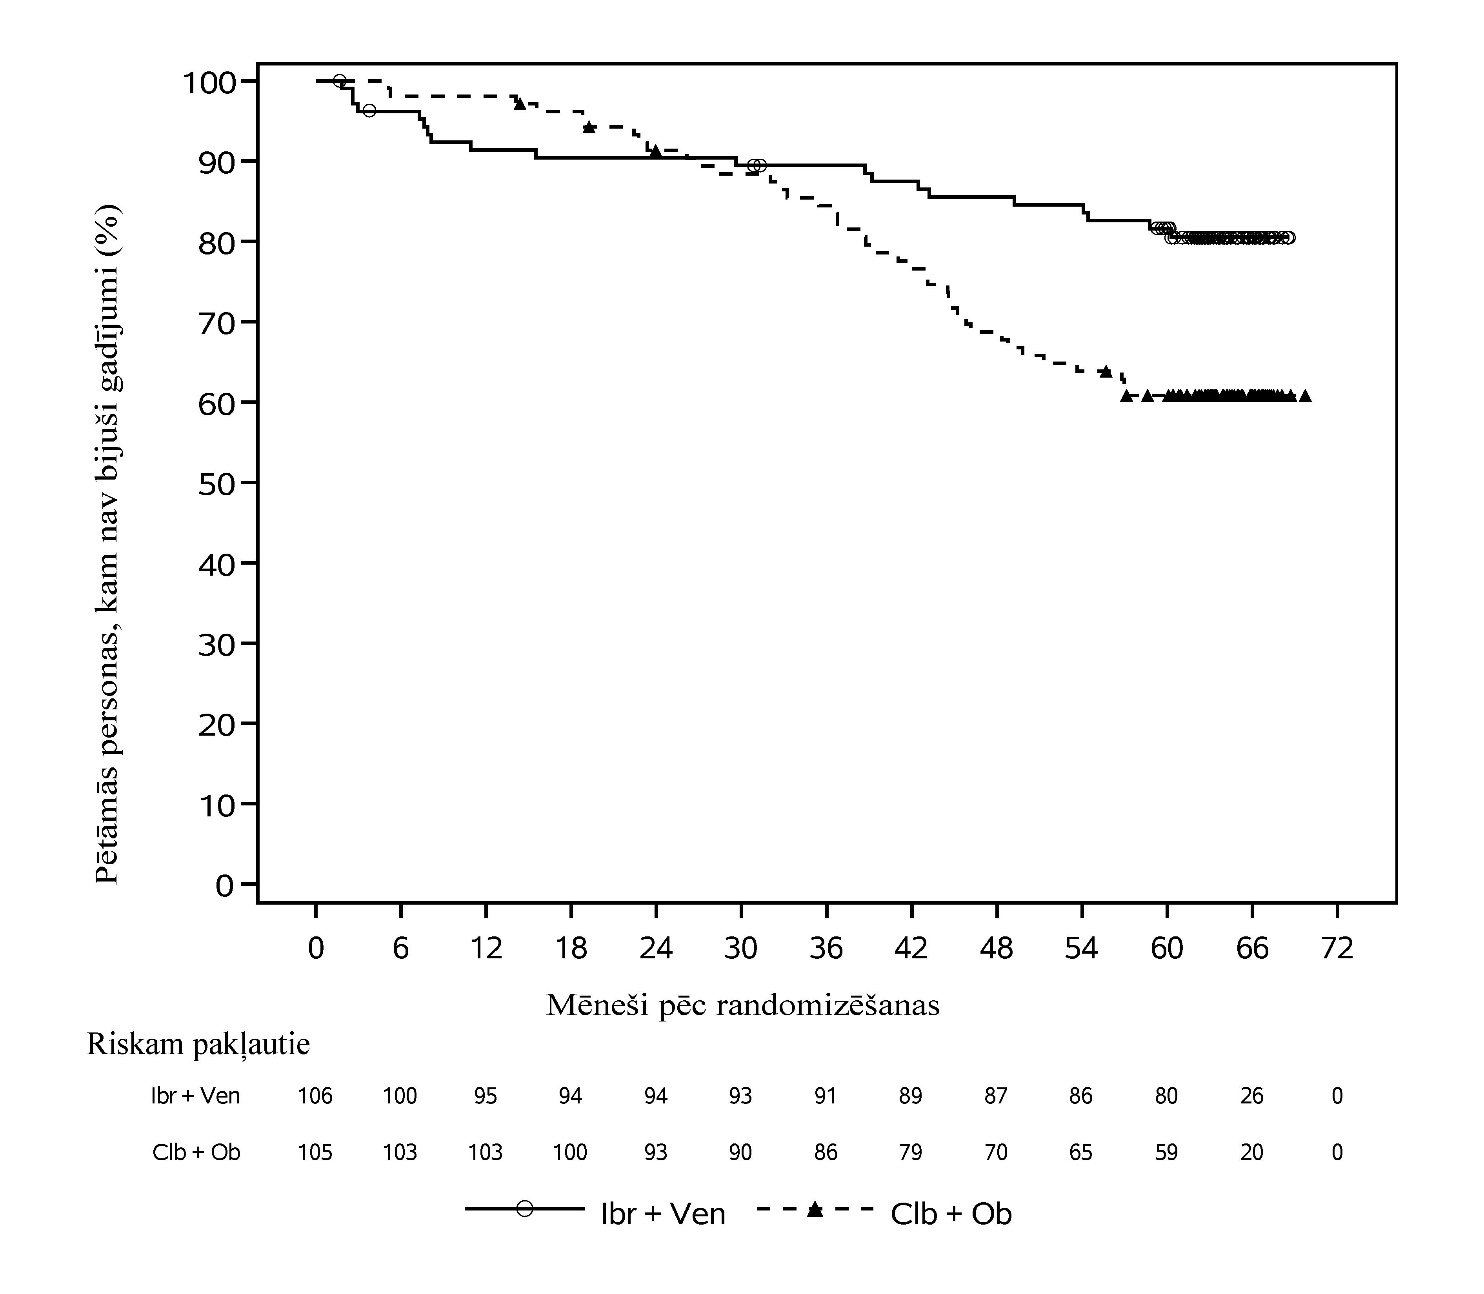 Pētāmās personas, kam nav bijuši gadījumi (%)
100
90
80
70
60
50
40
30
20
10
0
0 6 12 18 24 30 36 42 48 54 60 66 72
Mēneši pēc randomizēšanas
Riskam pakļautie
Ibr + Ven 106 100 95 94 94 93 91 89 87 86 80 26 0
Clb + Ob 105 103 103 100 93 90 86 79 70 65 59 20 0
Ibr + Ven Clb + Ob